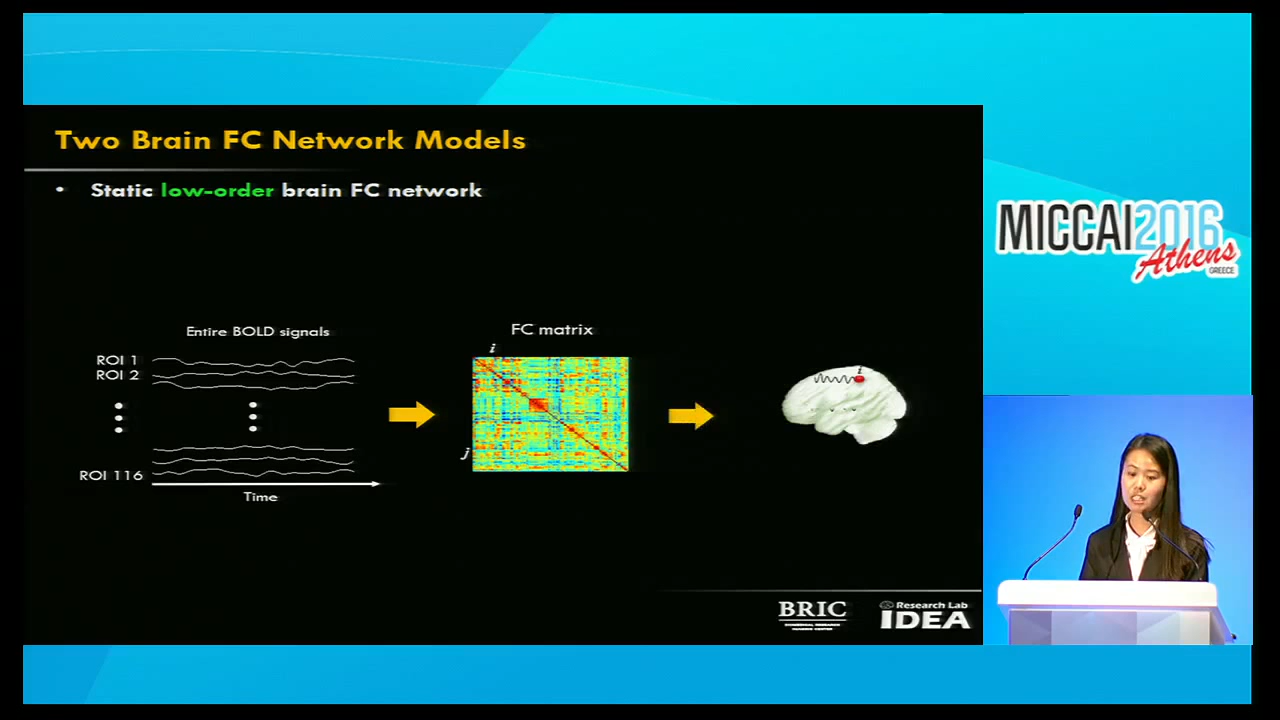 Two Brain FC Network Models
• Static low-order brain FC network
Entire BOLD signals
FC matrix
i
ROI 1
ROI 2
j
ROI 116
Time
MICCAI2016
Athens
GREECE
BRIC
Research Lab
IDEA